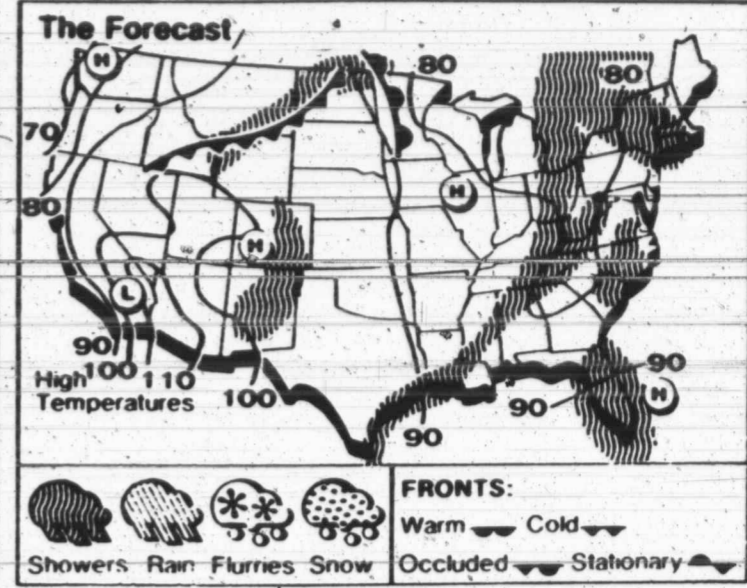 The Forecast
H
80
80
70
80
H
H
L
90
100
110
100
90
90
90
H
High
Temperatures
FRONTS:
Warm Cold
Showers Rain Flurries Snow
Occluded Stationary